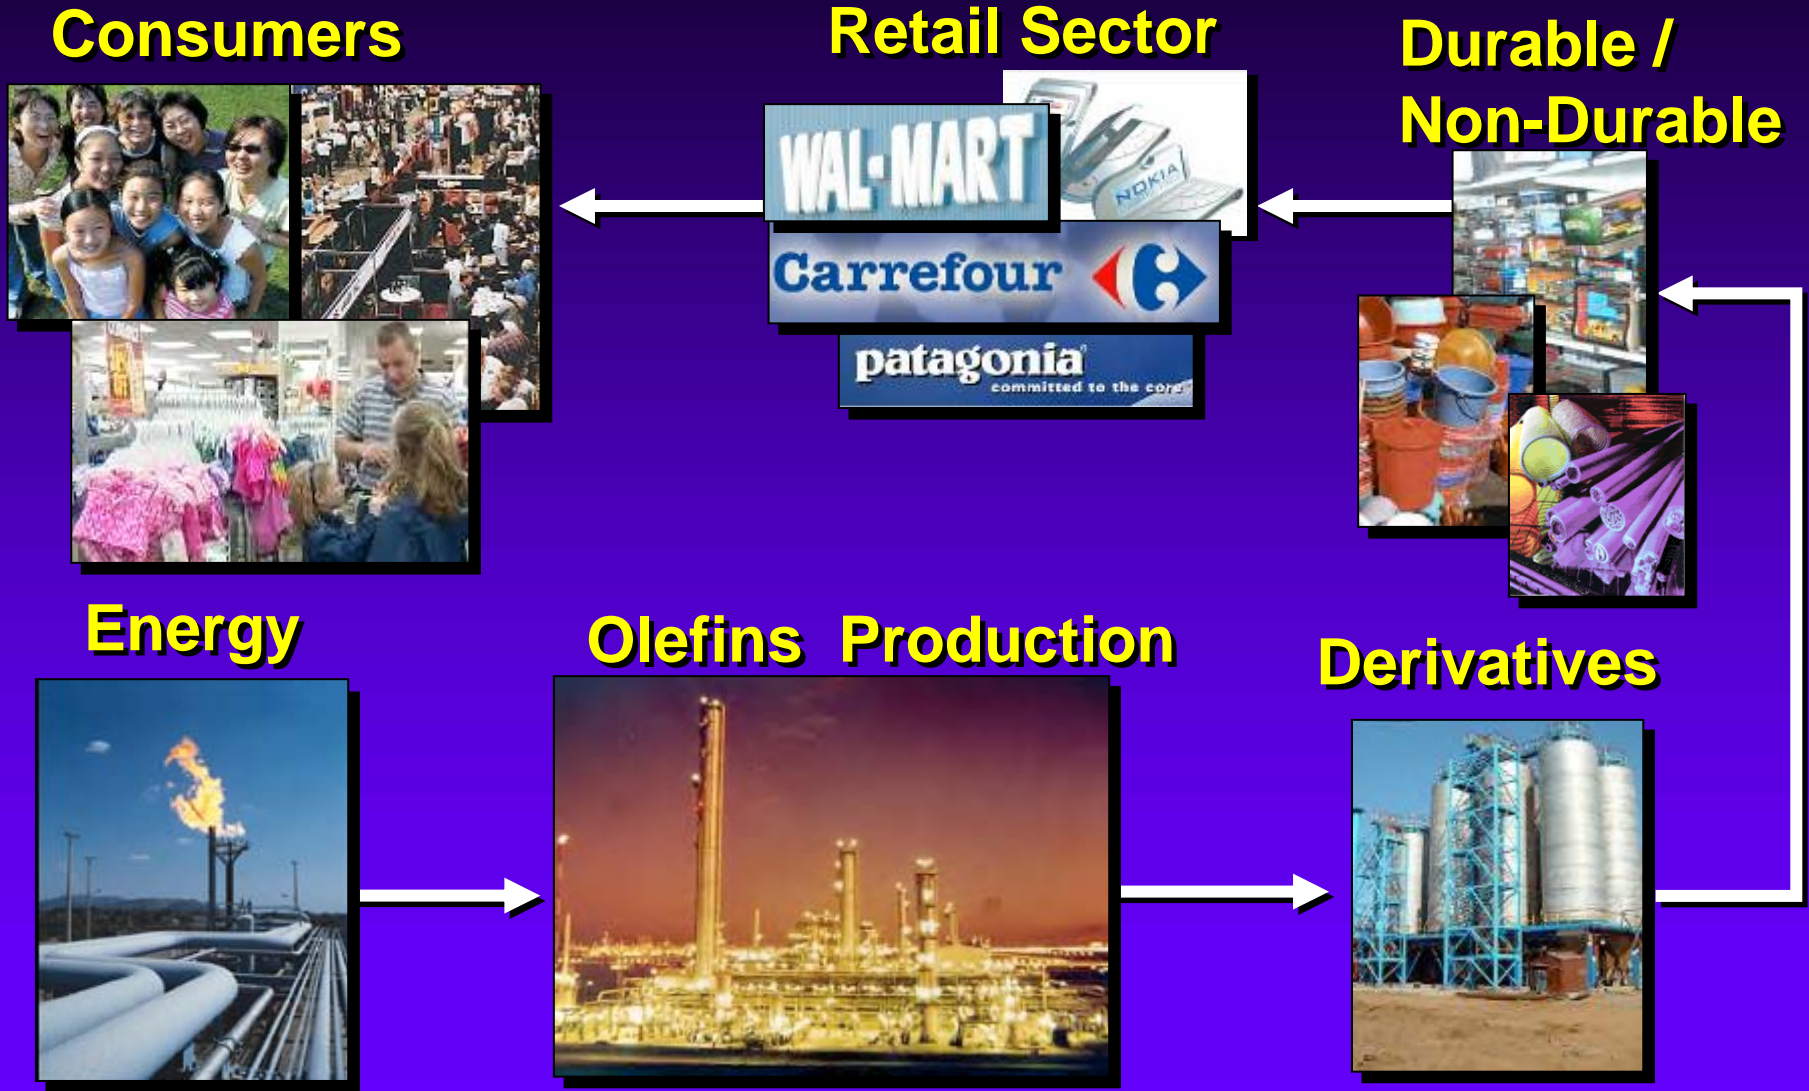 Consumers
Retail Sector
Durable /
Non-Durable
WAL-MART
NOKIA
Carrefour
patagonia
committed to the core
Energy
Olefins Production
Derivatives